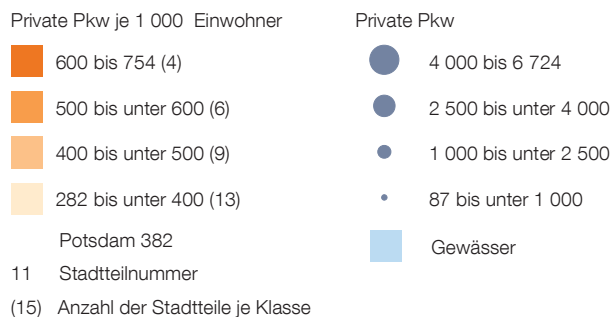 Private Pkw je 1 000 Einwohner
600 bis 754 (4)
500 bis unter 600 (6)
400 bis unter 500 (9)
282 bis unter 400 (13)
Potsdam 382
11 Stadtteilnummer
(15) Anzahl der Stadtteile je Klasse
Private Pkw
4 000 bis 6 724
2 500 bis unter 4 000
1 000 bis unter 2 500
87 bis unter 1 000
Gewässer